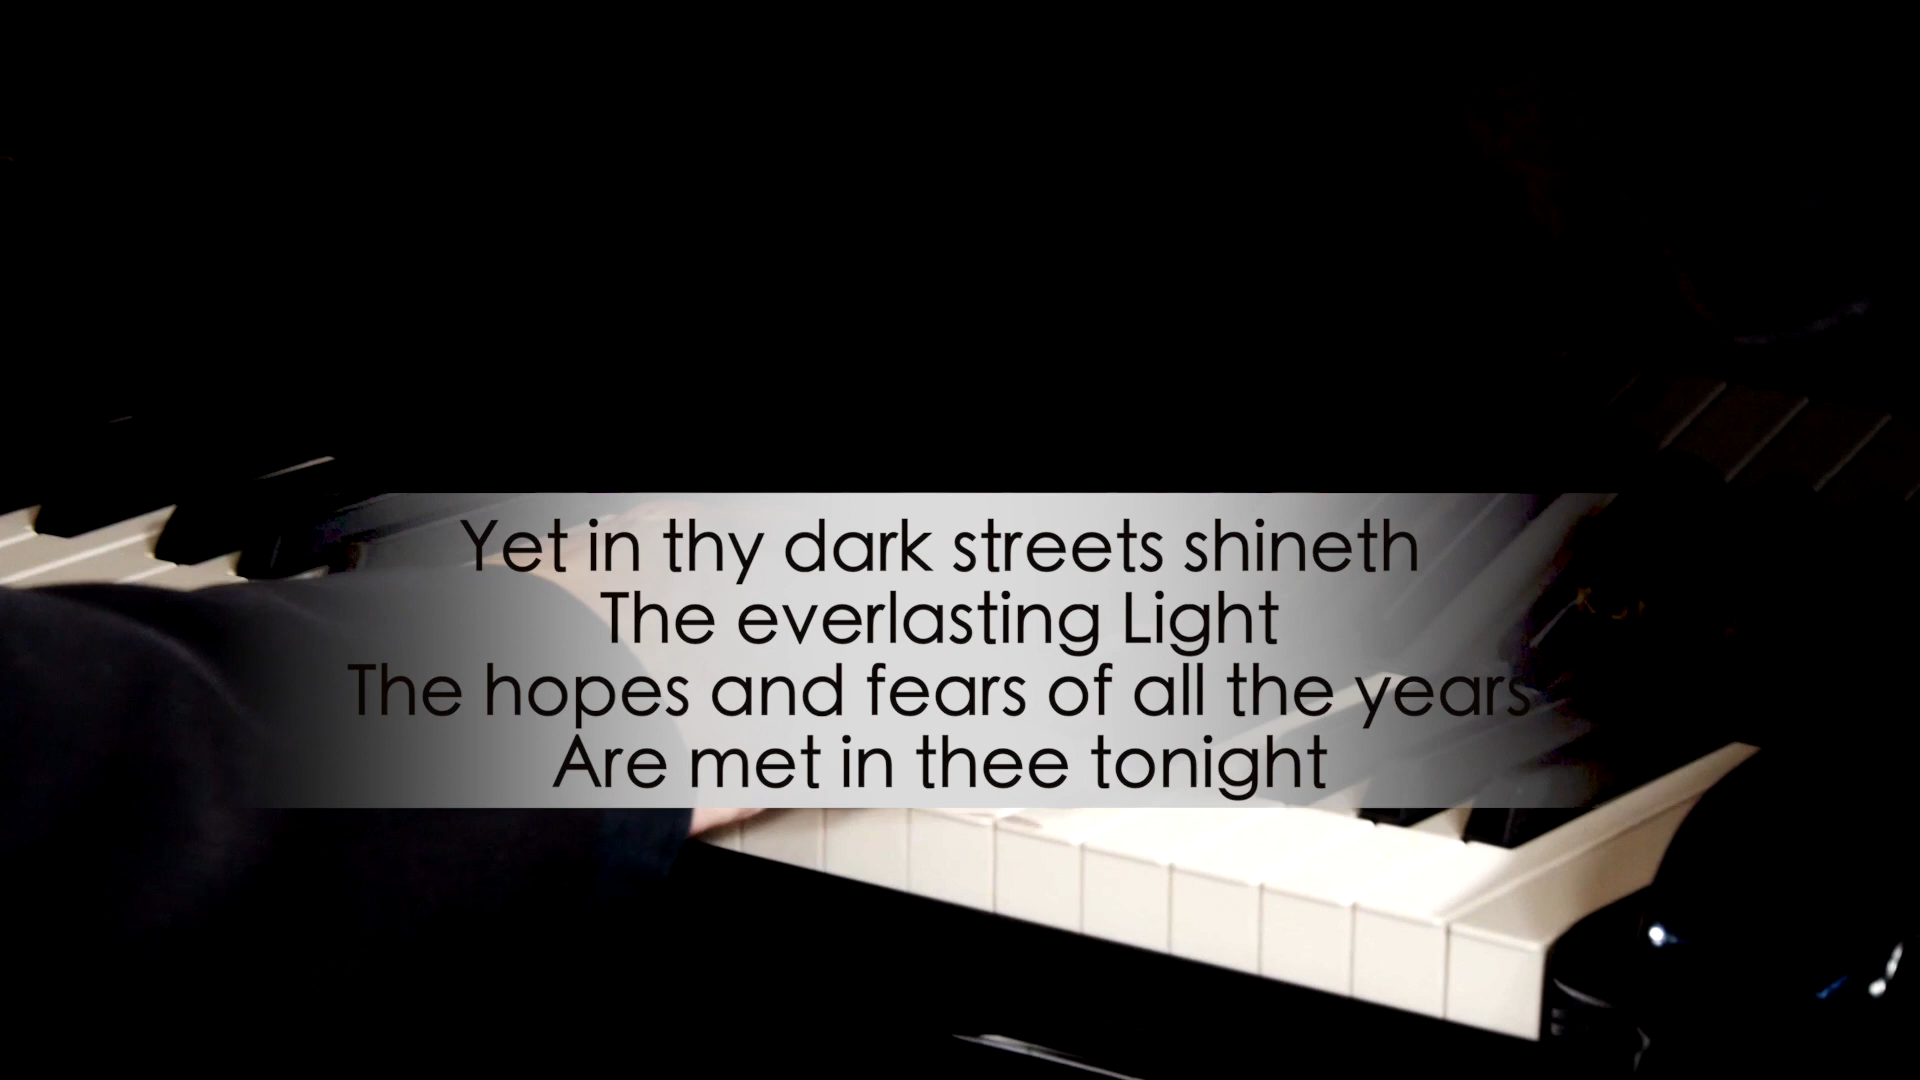 Yet in thy dark streets shineth
The everlasting Light
The hopes and fears of all the years
Are met in thee tonight